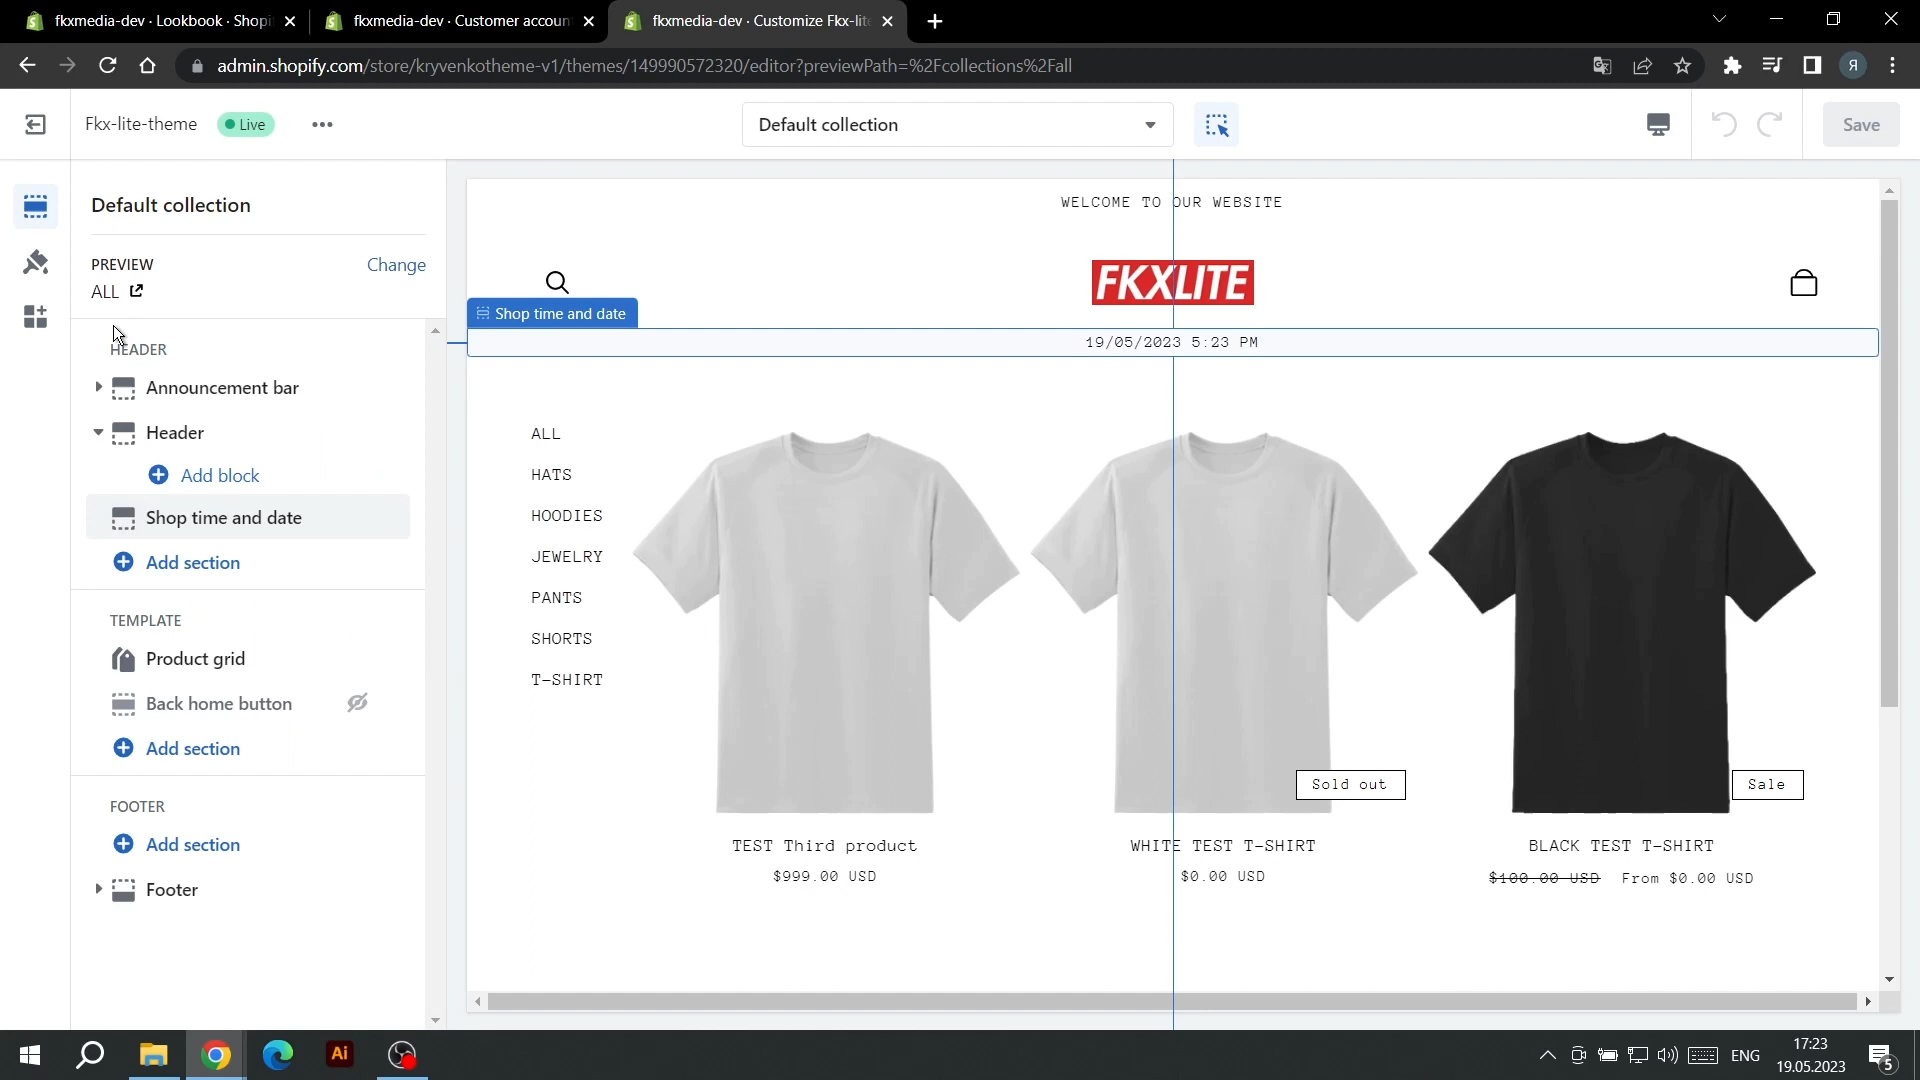 fkxmedia-dev · Lookbook · Shopi
fkxmedia-dev · Customer accoun
fkxmedia-dev · Customize Fkx-lit
admin.shopify.com/store/kryvenkotheme-v1/themes/149990572320/editor?previewPath=%2Fcollections%2Fall
Я
Fkx-lite-theme
Live
Default collection
Save
Default collection
PREVIEW
Change
ALL
HEADER
Announcement bar
Header
Add block
Shop time and date
Add section
TEMPLATE
Product grid
Back home button
Add section
FOOTER
Add section
Footer
WELCOME TO OUR WEBSITE
FKXLITE
Shop time and date
19/05/2023 5:23 PM
ALL
HATS
HOODIES
JEWELRY
PANTS
SHORTS
T-SHIRT
Sold out
Sale
TEST Third product
$999.00 USD
WHITE TEST T-SHIRT
$0.00 USD
BLACK TEST T-SHIRT
$100.00 USD From $0.00 USD
Ai
ENG
17:23
19.05.2023
5